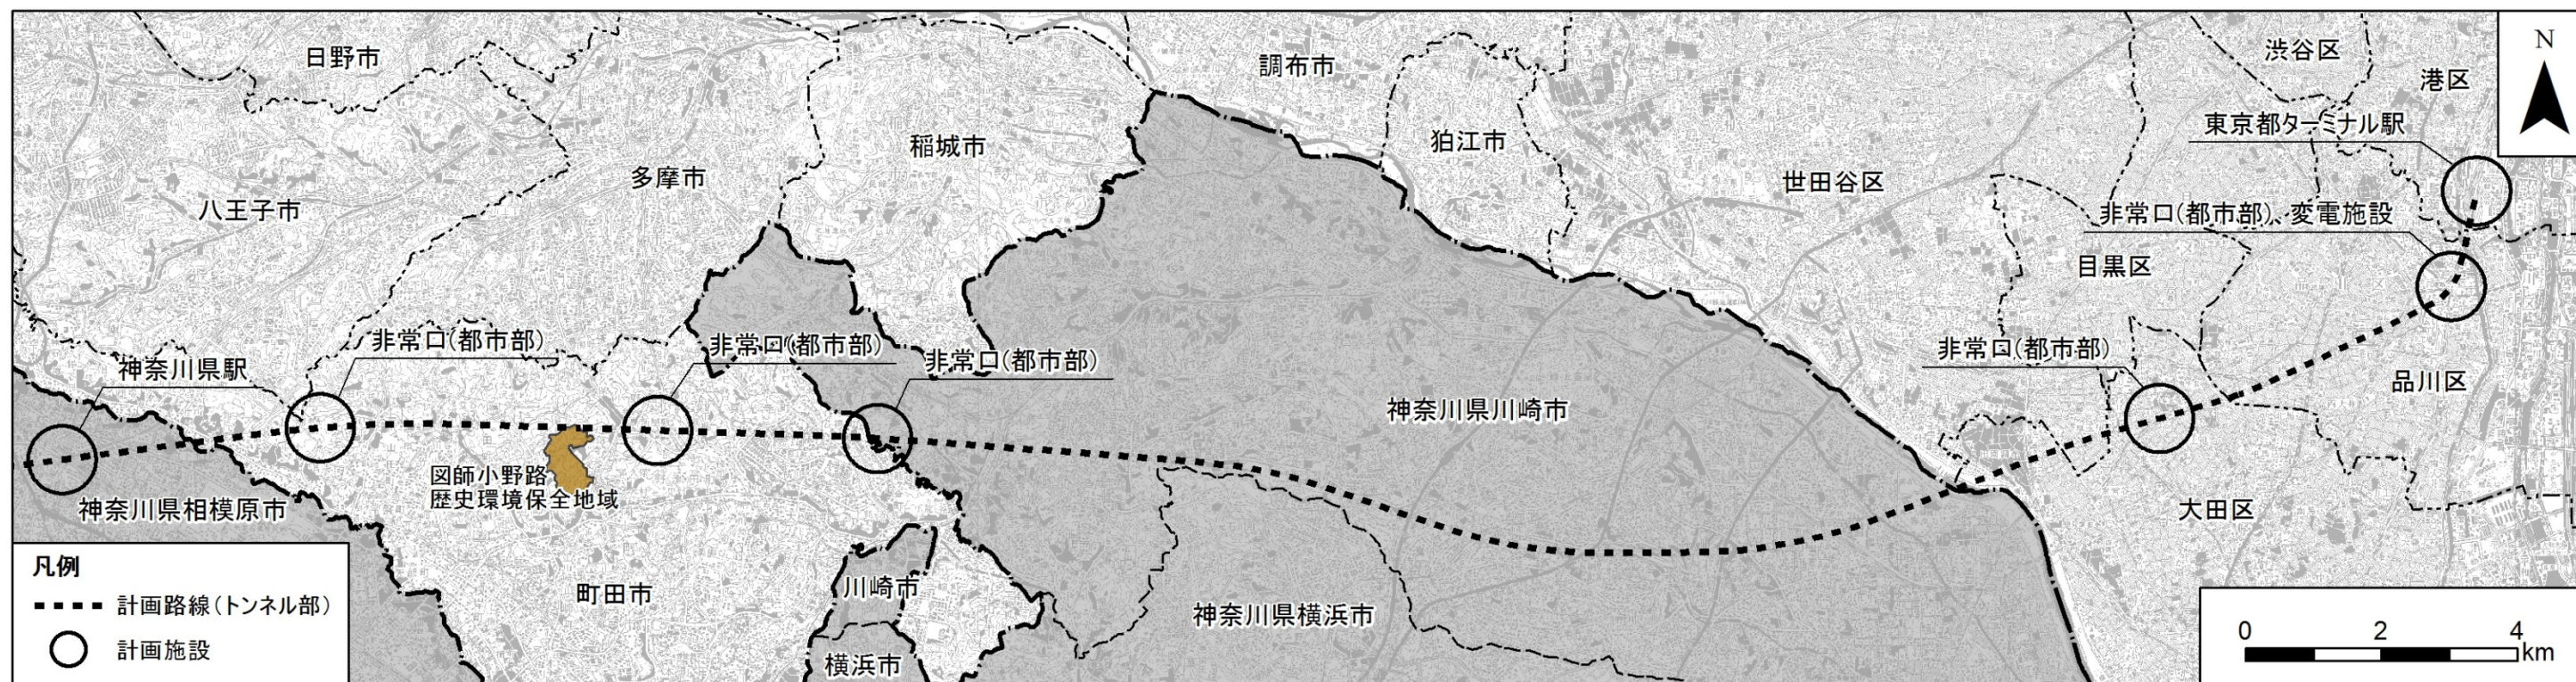 日野市
調布市
渋谷区
港区
N
東京都ターミナル駅
稲城市
狛江市
多摩市
世田谷区
八王子市
非常口(都市部)、変電施設
目黒区
非常口(都市部)
非常口(都市部)
非常口(都市部)
非常口(都市部)
神奈川県駅
品川区
神奈川県川崎市
図師小野路
歴史環境保全地域
神奈川県相模原市
大田区
町田市
川崎市
神奈川県横浜市
横浜市
凡例
計画路線(トンネル部)
計画施設
0 2 4
km